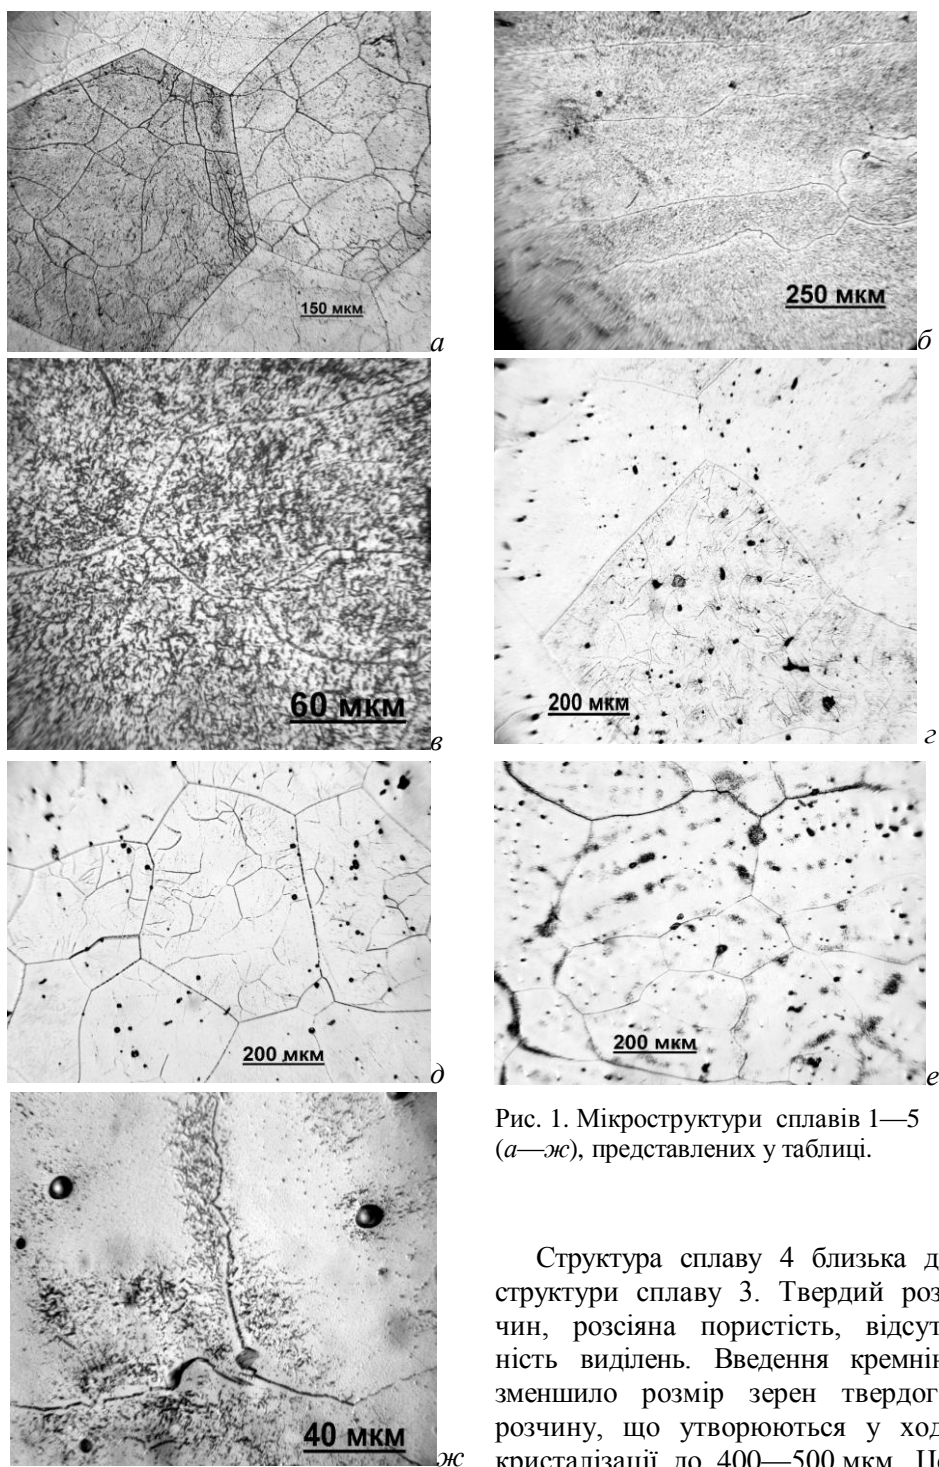 150 мкм
а
250 мкм
б
60 мкм
в
200 мкм
г
200 мкм
д
200 мкм
е
Рис. 1. Мікроструктури сплавів 1—5
(а—ж), представлених у таблиці.
40 мкм
ж
Структура сплаву 4 близька д
структури сплаву 3. Твердий роз
чин, розсіяна пористість, відсут
ність виділень. Введення кремнін
зменшило розмір зерен твердог
розчину, що утворюються у ход
кристалізації до 400—500 мкм. Це